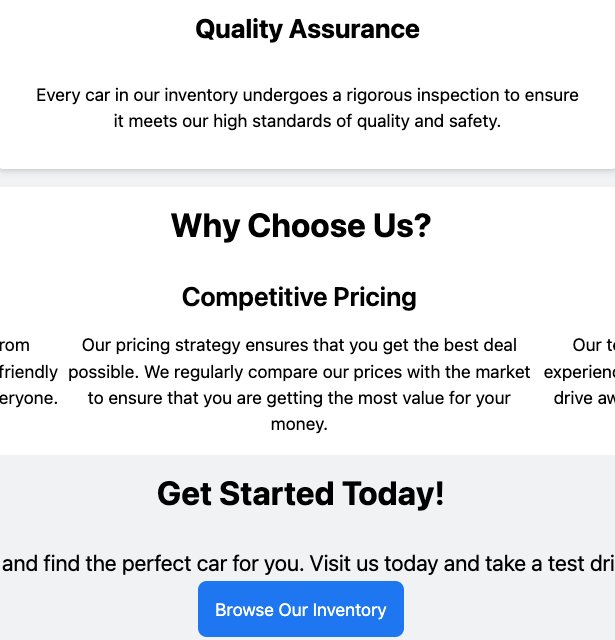 Quality Assurance
Every car in our inventory undergoes a rigorous inspection to ensure
it meets our high standards of quality and safety.
Why Choose Us?
Competitive Pricing
rom
friendly
eryone.
Our pricing strategy ensures that you get the best deal
possible. We regularly compare our prices with the market
to ensure that you are getting the most value for your
money.
Our t
experienc
drive aw
Get Started Today!
and find the perfect car for you. Visit us today and take a test dri
Browse Our Inventory